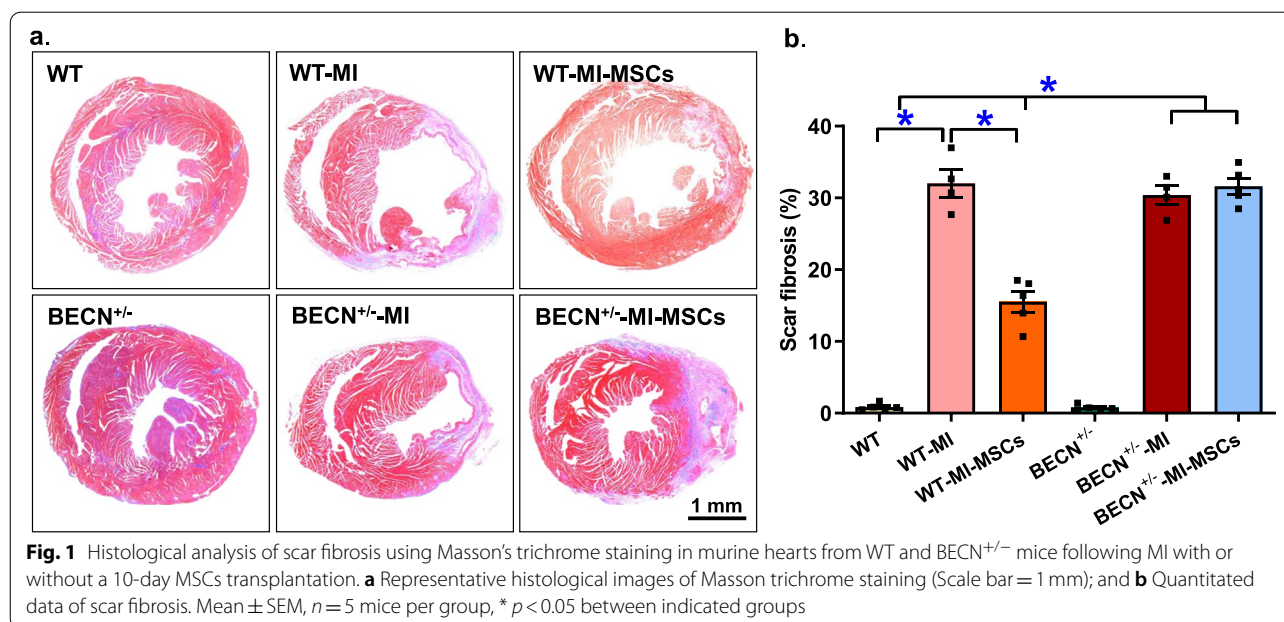 a.
WT
WT-MI
WT-MI-MSCs
BECN+/-
BECN+/--MI
BECN+/--MI-MSCs
1 mm
b.
*
*
*
Scar fibrosis (%)
40
30
20
10
0
WT
WT-MI
WT-MI-MSCs
BECN+/-
BECN+/--MI
BECN+/--MI-MSCs
Fig. 1 Histological analysis of scar fibrosis using Masson's trichrome staining in murine hearts from WT and BECN+/− mice following MI with or
without a 10-day MSCs transplantation. a Representative histological images of Masson trichrome staining (Scale bar = 1 mm); and b Quantitated
data of scar fibrosis. Mean ± SEM, n = 5 mice per group, * p < 0.05 between indicated groups